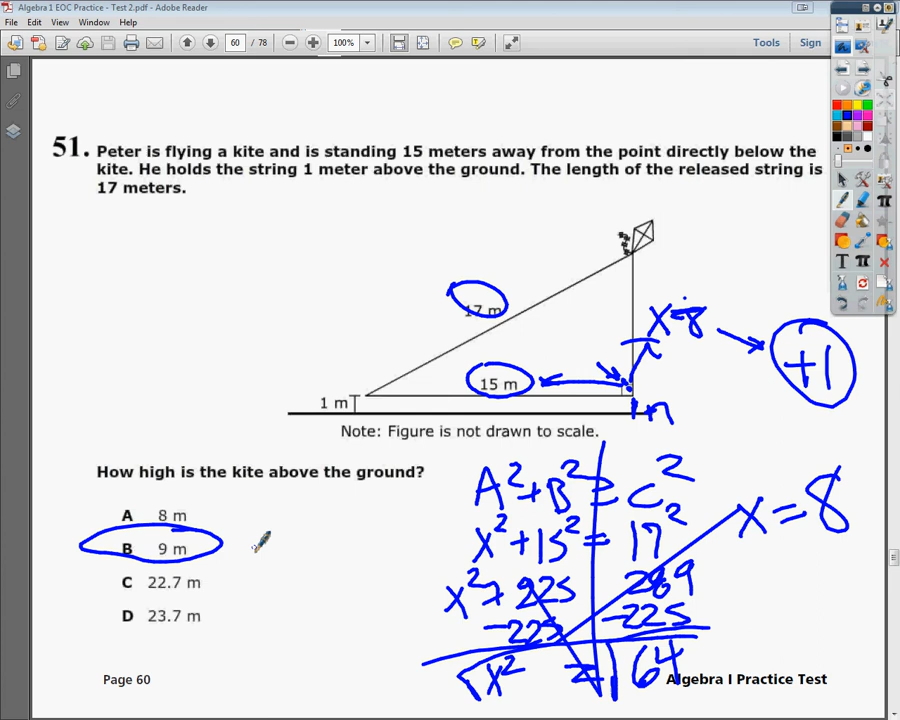 Algebra 1 EOC Practice - Test 2.pdf - Adobe Reader
File Edit View Window Help
60 / 78 100% Tools Sign
51. Peter is flying a kite and is standing 15 meters away from the point directly below the
kite. He holds the string 1 meter above the ground. The length of the released string is
17 meters.
17 m
x=8
+1
15 m
1 m
1m
Note: Figure is not drawn to scale.
How high is the kite above the ground?
A²+B²=C²
A 8 m
x=8
B 9 m
x²+15²=17²
C 22.7 m
x²+225 289
D 23.7 m
-225 -225
√x² = √64
Page 60 Algebra I Practice Test